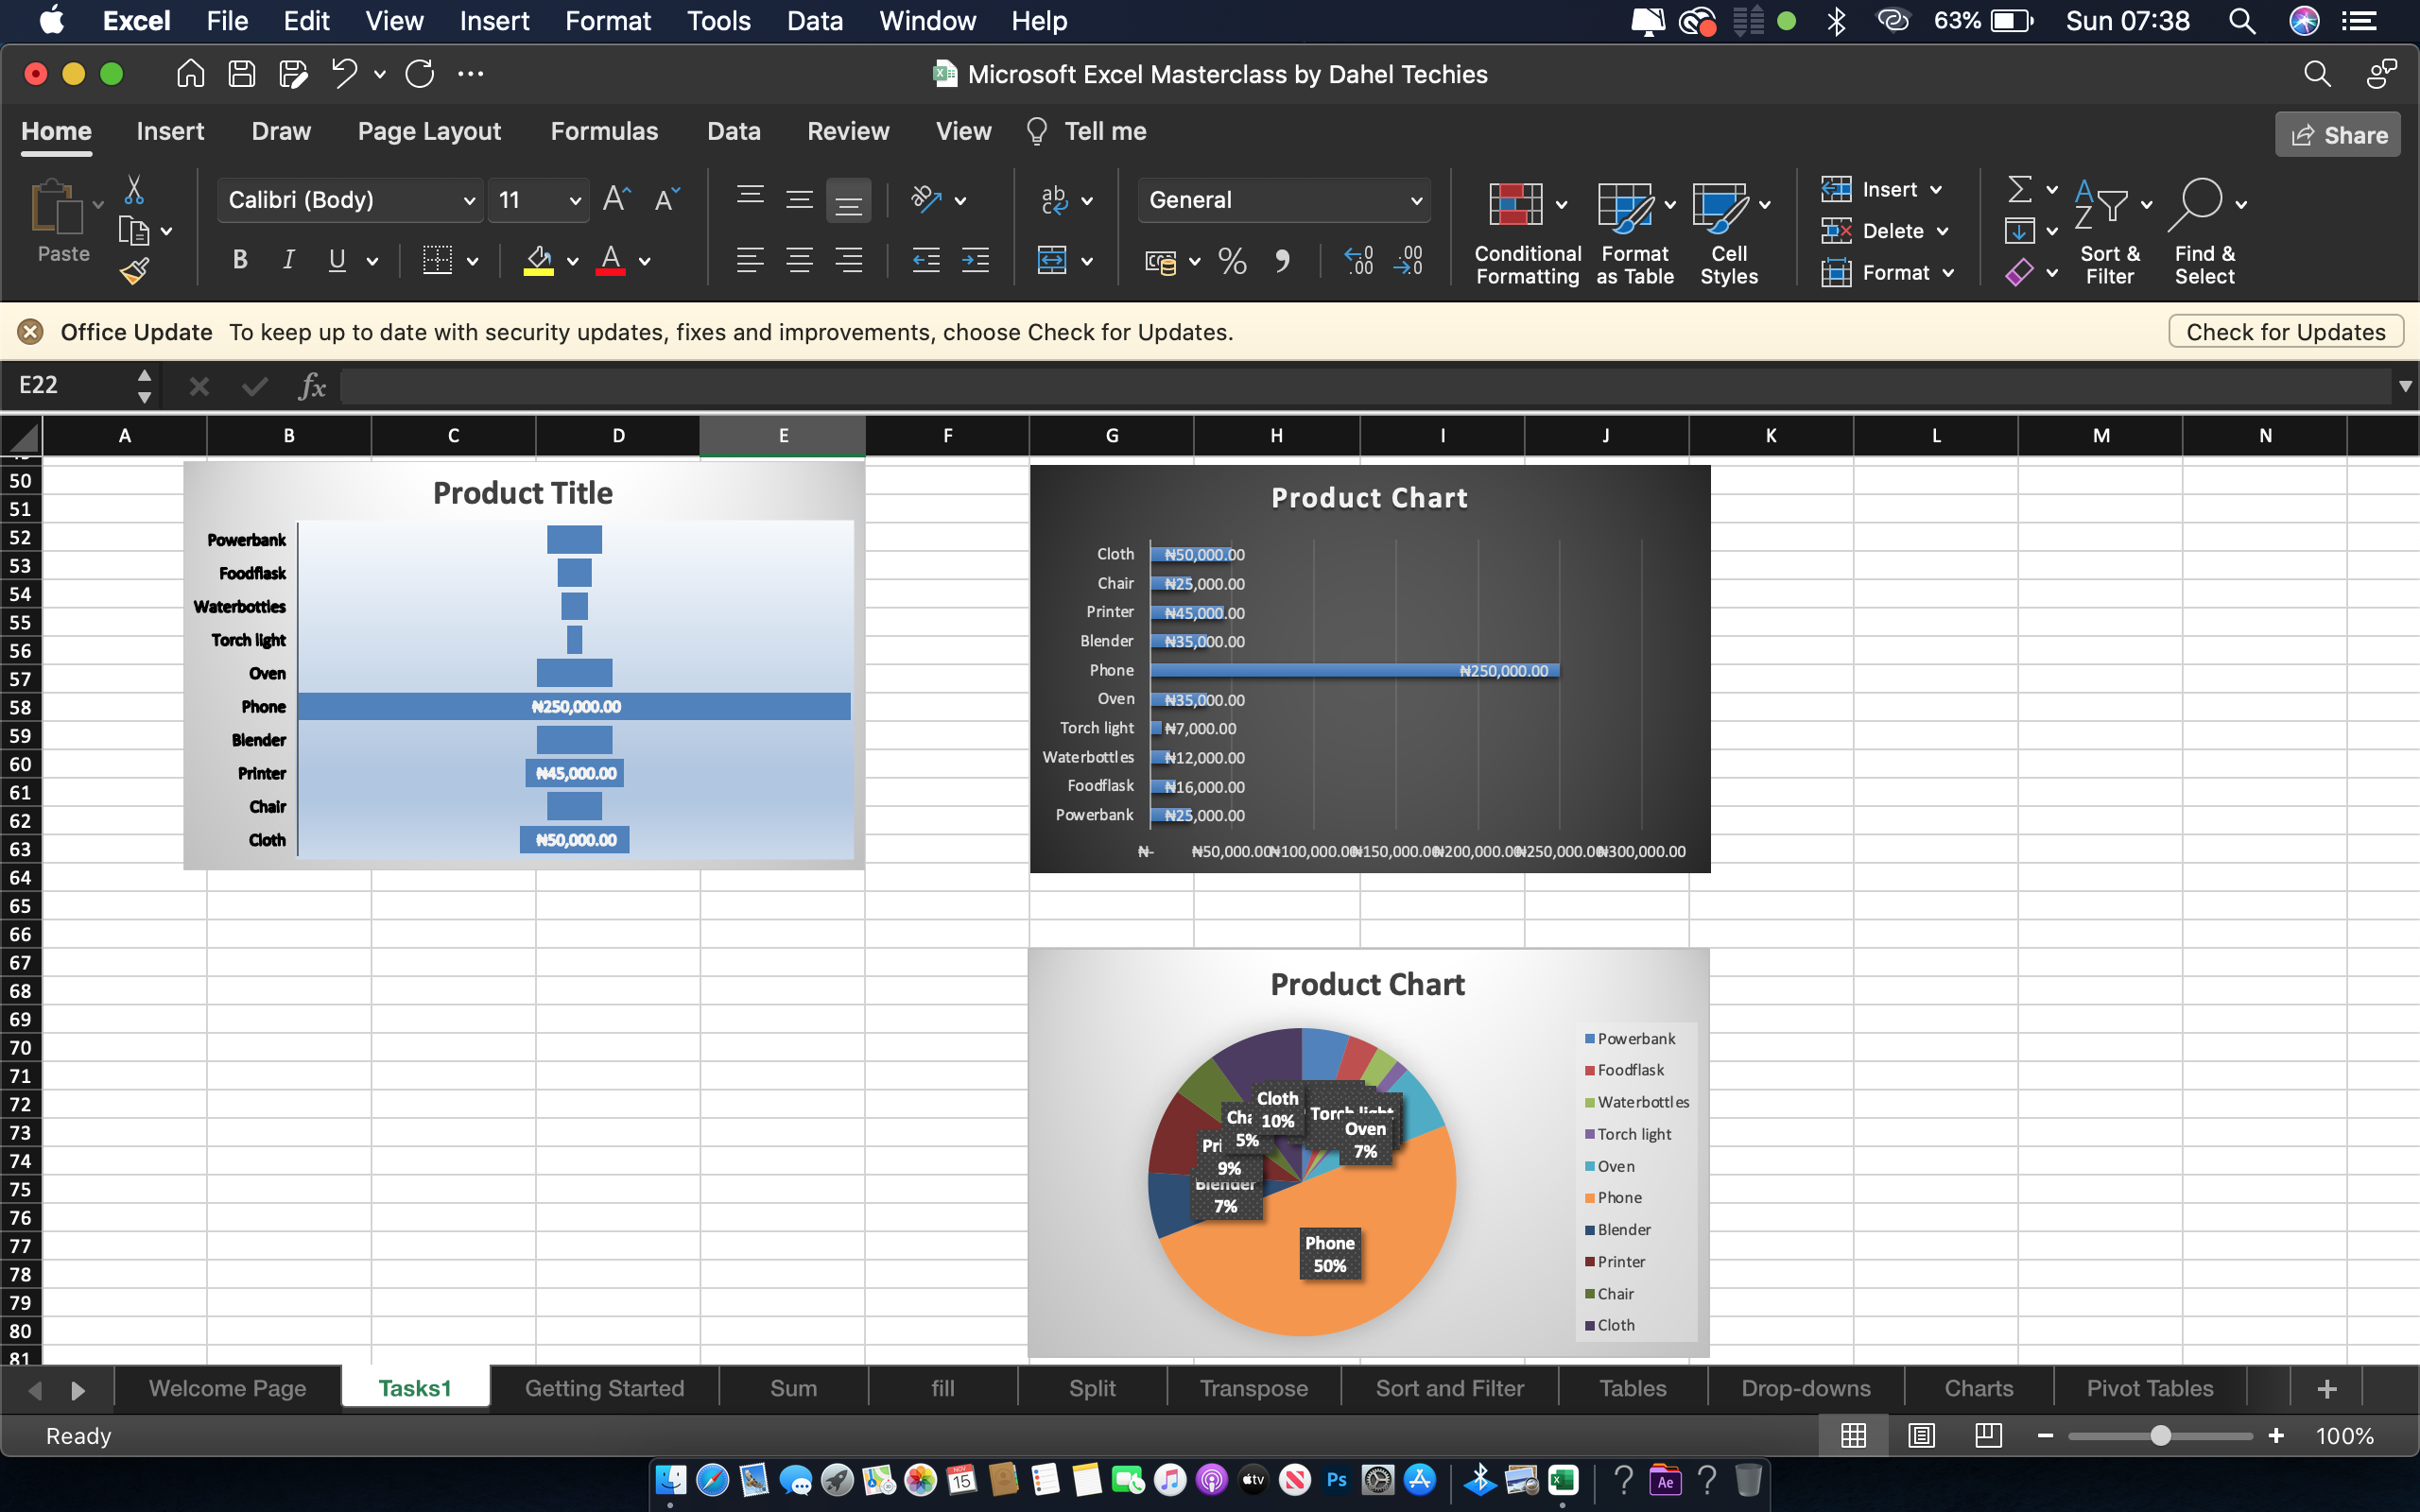 Excel File Edit View Insert Format Tools Data Window Help 63% Sun 07:38
Microsoft Excel Masterclass by Dahel Techies
Home Insert Draw Page Layout Formulas Data Review View Tell me Share
Paste Calibri (Body) 11 General
B I U
Conditional Formatting
Format as Table
Cell Styles
Insert
Delete
Format
Sort & Filter
Find & Select
Office Update To keep up to date with security updates, fixes and improvements, choose Check for Updates. Check for Updates
E22 fx
A B C D E F G H I J K L M N
50
51
52
53
54
55
56
57
58
59
60
61
62
63
64
65
66
67
68
69
70
71
72
73
74
75
76
77
78
79
80
81
Product Title
Powerbank
Foodflask
Waterbottles
Torch light
Oven
Phone ₦250,000.00
Blender
Printer ₦45,000.00
Chair
Cloth ₦50,000.00
Product Chart
Cloth ₦50,000.00
Chair ₦25,000.00
Printer ₦45,000.00
Blender ₦35,000.00
Phone ₦250,000.00
Oven ₦35,000.00
Torch light ₦7,000.00
Waterbottles ₦12,000.00
Foodflask ₦16,000.00
Powerbank ₦25,000.00
₦- ₦50,000.00 ₦100,000.00 ₦150,000.00 ₦200,000.00 ₦250,000.00 ₦300,000.00
Product Chart
Cloth
10%
Torch light
Oven
7%
Cha
5%
Pri
9%
Blender
7%
Phone
50%
Powerbank
Foodflask
Waterbottles
Torch light
Oven
Phone
Blender
Printer
Chair
Cloth
Welcome Page Tasks1 Getting Started Sum fill Split Transpose Sort and Filter Tables Drop-downs Charts Pivot Tables
Ready 100%
NOV
15
tv
Ps
Ae